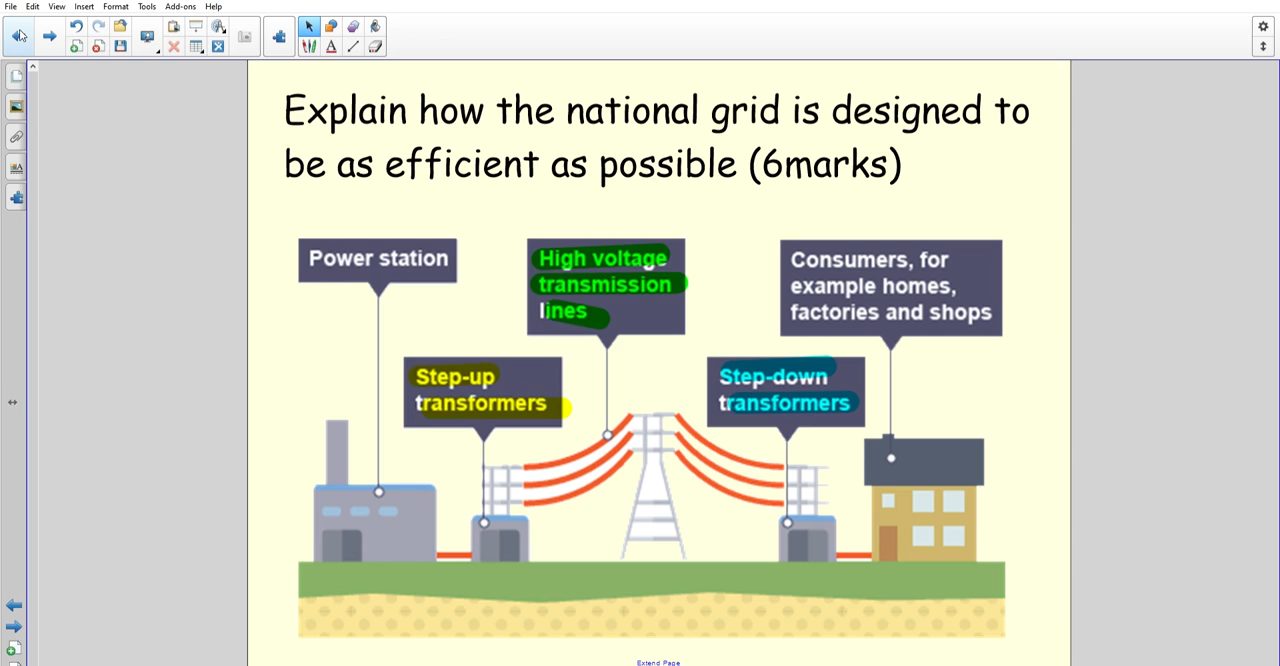 File Edit View Insert Format Tools Add-ons Help
Explain how the national grid is designed to
be as efficient as possible (6marks)
Power station
High voltage
transmission
lines
Consumers, for
example homes,
factories and shops
Step-up
transformers
Step-down
transformers
Extend Page